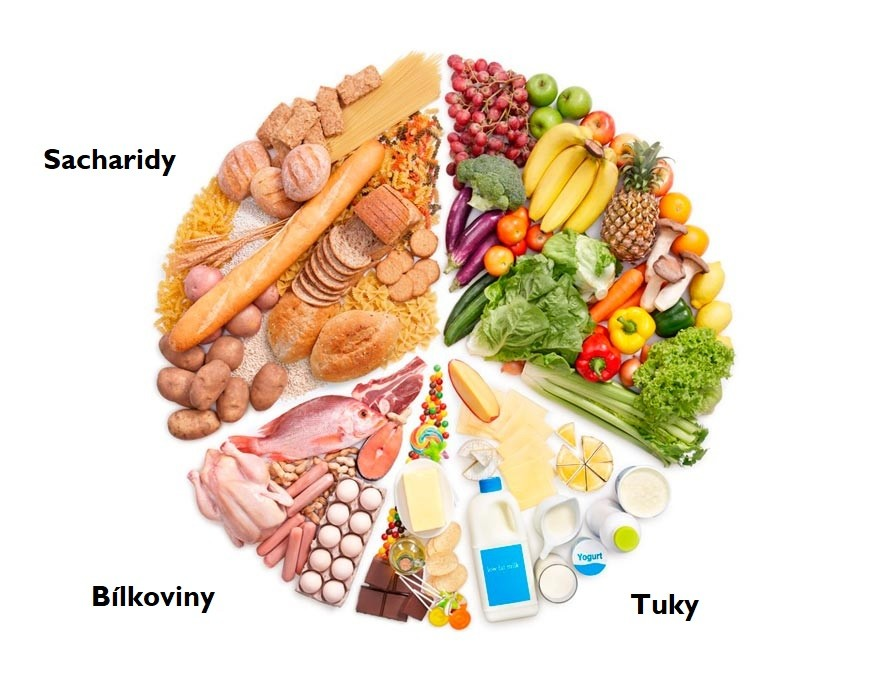 Sacharidy
Yogurt
low fat milk
Bílkoviny
Tuky